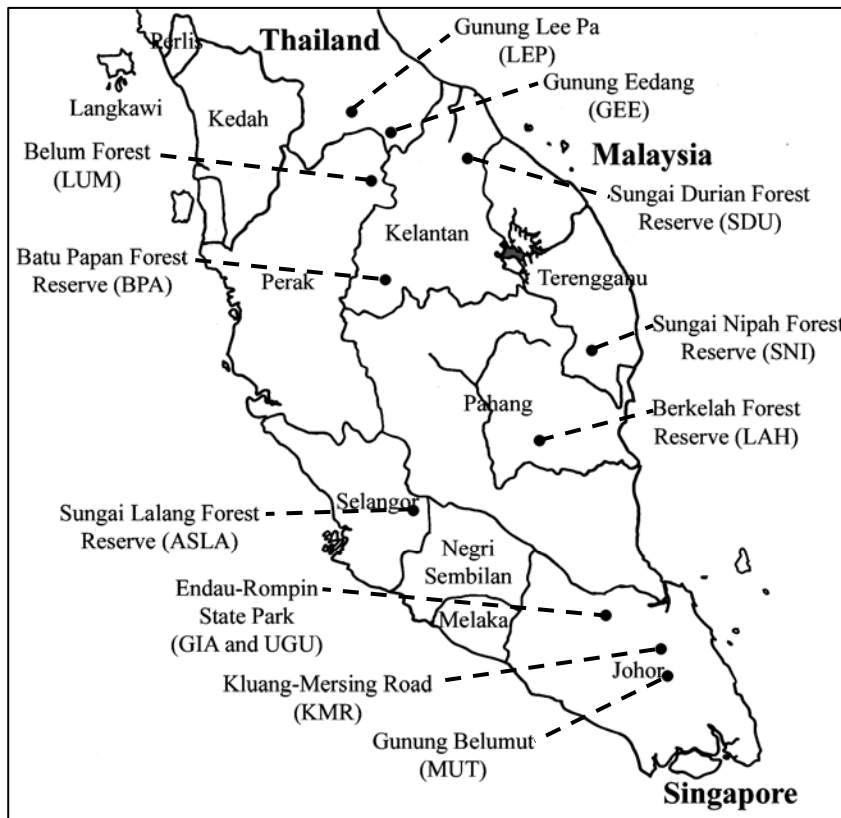 Perlis
Thailand
Gunung Lee Pa
(LEP)
Langkawi
Kedah
Gunung Eedang
(GEE)
Belum Forest
(LUM)
Malaysia
Sungai Durian Forest
Reserve (SDU)
Kelantan
Batu Papan Forest
Reserve (BPA)
Perak
Terengganu
Sungai Nipah Forest
Reserve (SNI)
Pahang
Berkelah Forest
Reserve (LAH)
Selangor
Sungai Lalang Forest
Reserve (ASLA)
Negri
Sembilan
Endau-Rompin
State Park
(GIA and UGU)
Melaka
Kluang-Mersing Road
(KMR)
Johor
Gunung Belumut
(MUT)
Singapore